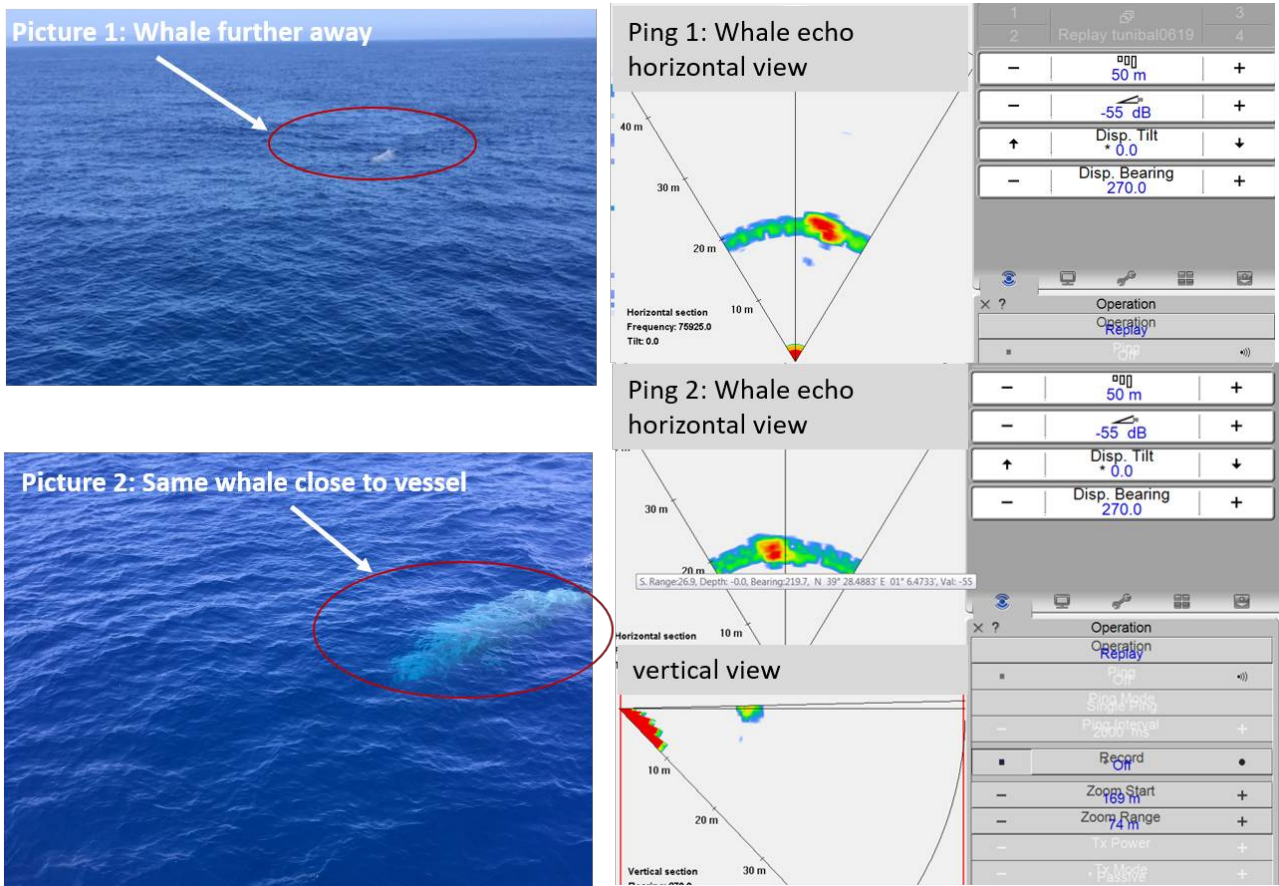 Picture 1: Whale further away
Ping 1: Whale echo
horizontal view
40 m
30 m
20 m
10 m
Horizontal section
Frequency: 75925.0
Tilt: 0.0
1
3
2
Replay tunibal0619
4
−
50 m
+
−
-55 dB
+
Disp. Tilt
* 0.0
−
Disp. Bearing
270.0
+
× ?
Operation
Operation
Replay
Ping
Off
Picture 2: Same whale close to vessel
Ping 2: Whale echo
horizontal view
30 m
20 m
S. Range:26.9, Depth: -0.0, Bearing:219.7, N 39° 28.4883' E 01° 6.4733', Val: -55
Horizontal section
10 m
−
50 m
+
−
-55 dB
+
Disp. Tilt
* 0.0
−
Disp. Bearing
270.0
+
× ?
Operation
Operation
Replay
Ping
Off
Ping Mode
Single Ping
Ping Interval
2000 ms
+
Record
* Off
−
Zoom Start
169 m
+
−
Zoom Range
74 m
+
−
Tx Power
+
−
Tx Mode
* Passive
+
vertical view
10 m
20 m
30 m
Vertical section
Bearing: 270.0